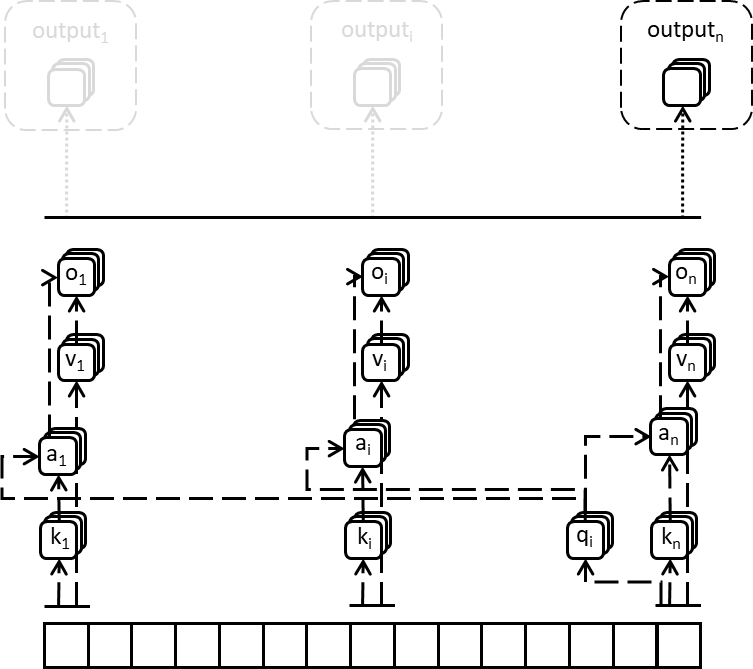 output₁ outputᵢ outputₙ
o₁ oᵢ oₙ
v₁ vᵢ vₙ
a₁ aᵢ aₙ
k₁ kᵢ qᵢ kₙ